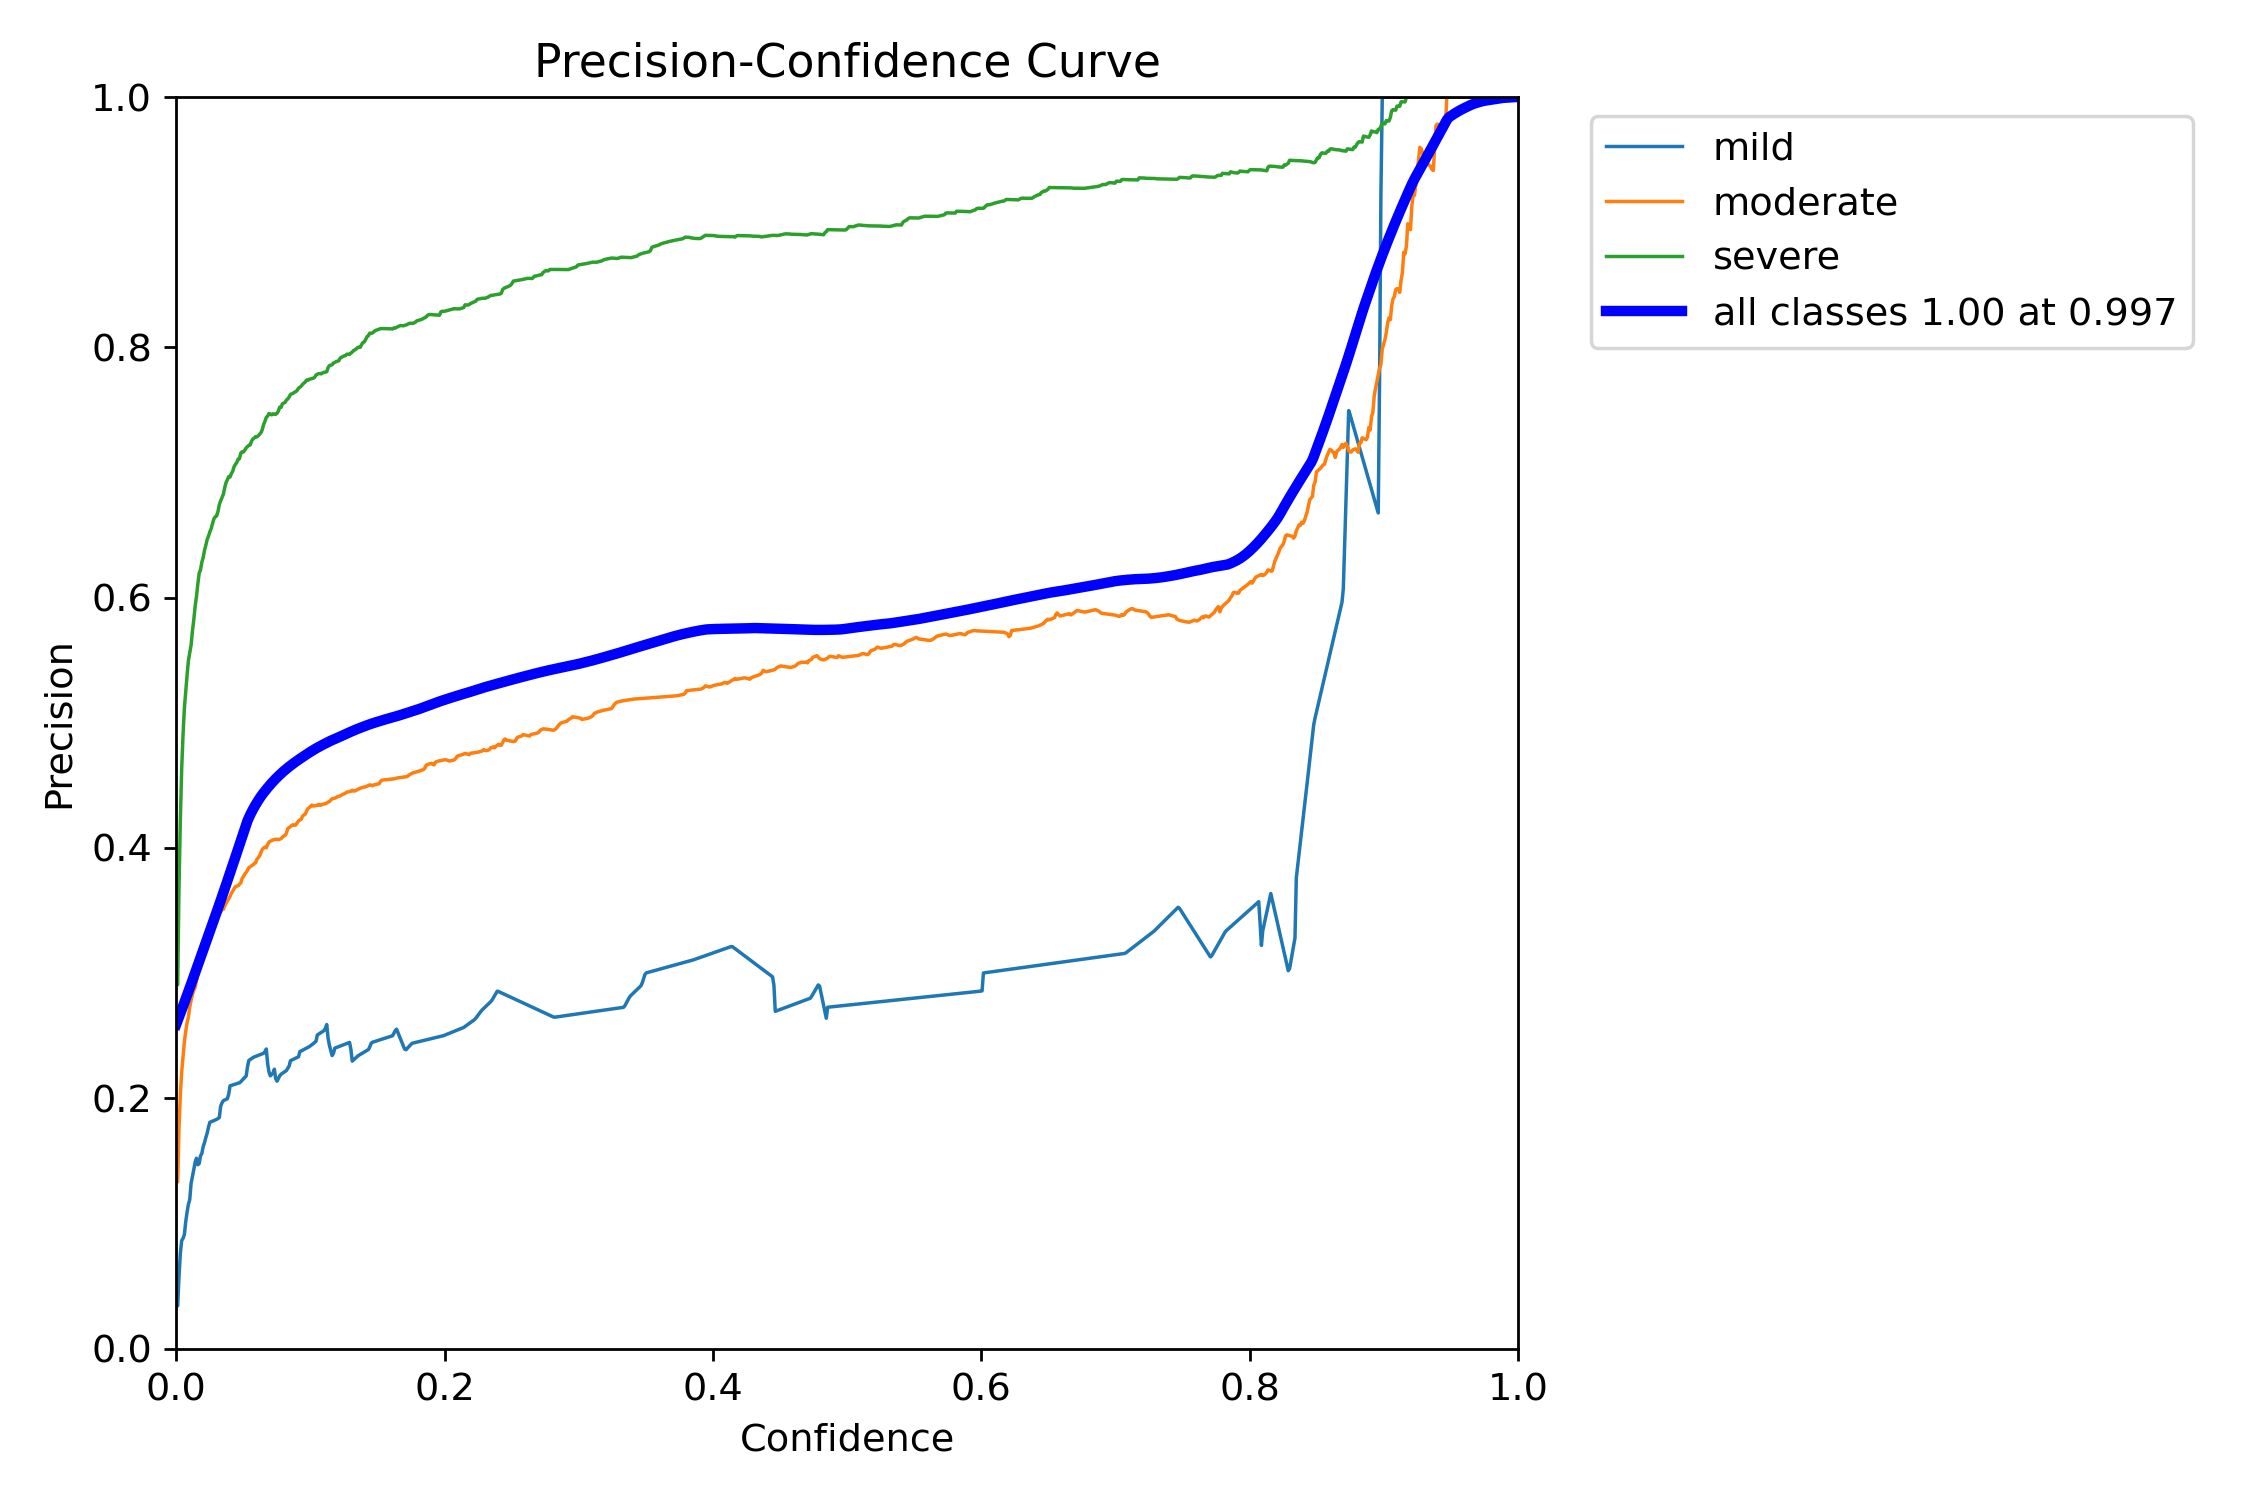 Precision-Confidence Curve
1.0
0.8
0.6
0.4
0.2
0.0
Precision
0.0 0.2 0.4 0.6 0.8 1.0
Confidence
mild
moderate
severe
all classes 1.00 at 0.997